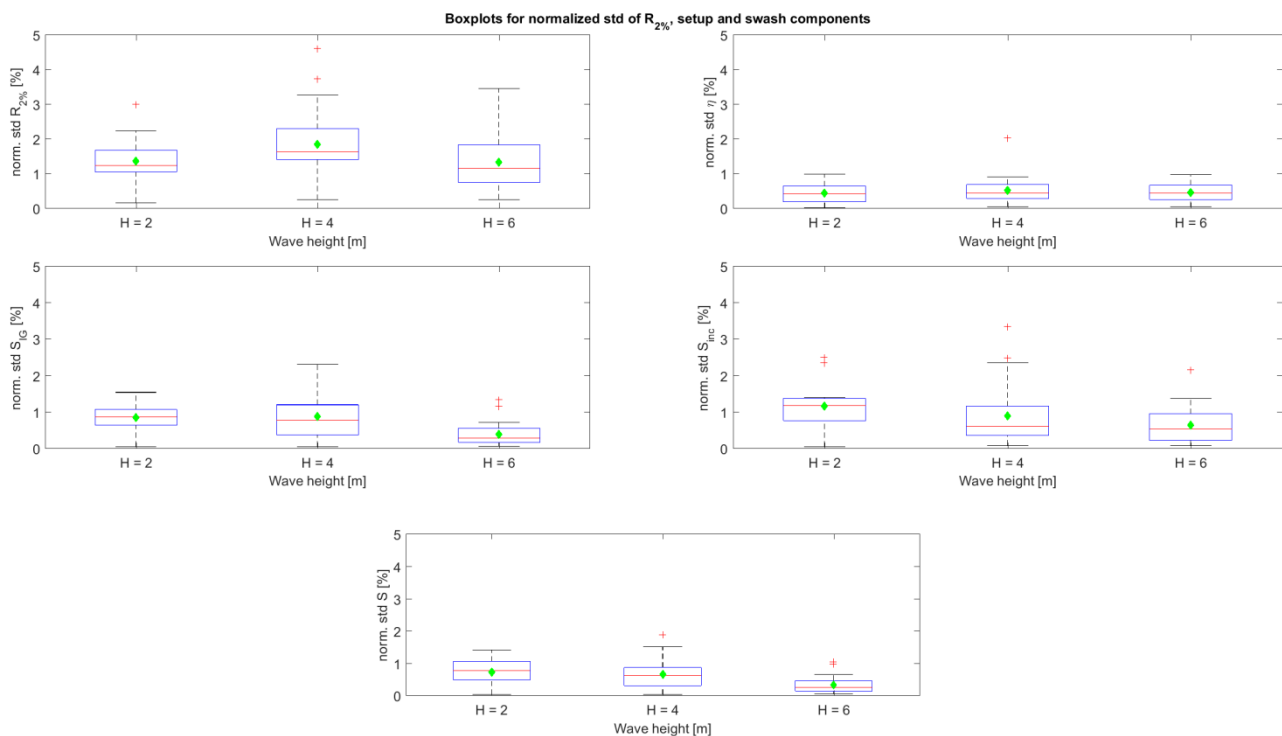 Boxplots for normalized std of R2%, setup and swash components
norm. std R2% [%]
5
4
3
2
1
0
H = 2
H = 4
H = 6
Wave height [m]
norm. std η [%]
5
4
3
2
1
0
H = 2
H = 4
H = 6
Wave height [m]
norm. std SIG [%]
5
4
3
2
1
0
H = 2
H = 4
H = 6
Wave height [m]
norm. std Sinc [%]
5
4
3
2
1
0
H = 2
H = 4
H = 6
Wave height [m]
norm. std S [%]
5
4
3
2
1
0
H = 2
H = 4
H = 6
Wave height [m]